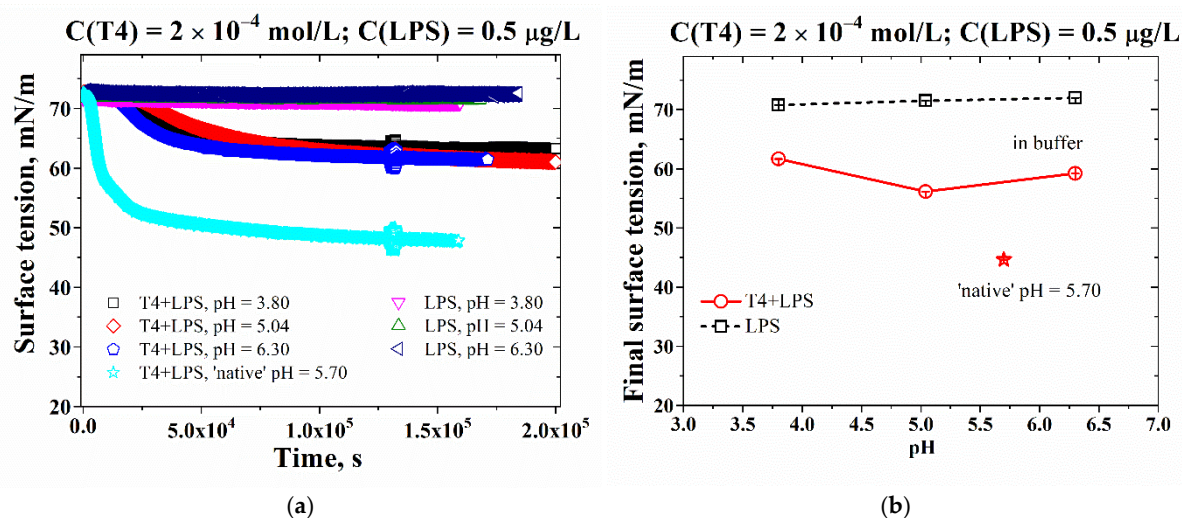 C(T4) = 2 × 10⁻⁴ mol/L; C(LPS) = 0.5 μg/L
Surface tension, mN/m
70
60
50
40
30
20
T4+LPS, pH = 3.80
LPS, pH = 3.80
T4+LPS, pH = 5.04
LPS, pH = 5.04
T4+LPS, pH = 6.30
LPS, pH = 6.30
T4+LPS, 'native' pH = 5.70
0.0 5.0x10⁴ 1.0x10⁵ 1.5x10⁵ 2.0x10⁵
Time, s
(a)
C(T4) = 2 × 10⁻⁴ mol/L; C(LPS) = 0.5 μg/L
Final surface tension, mN/m
70
60
50
40
30
20
in buffer
'native' pH = 5.70
T4+LPS
LPS
3.0 3.5 4.0 4.5 5.0 5.5 6.0 6.5 7.0
pH
(b)